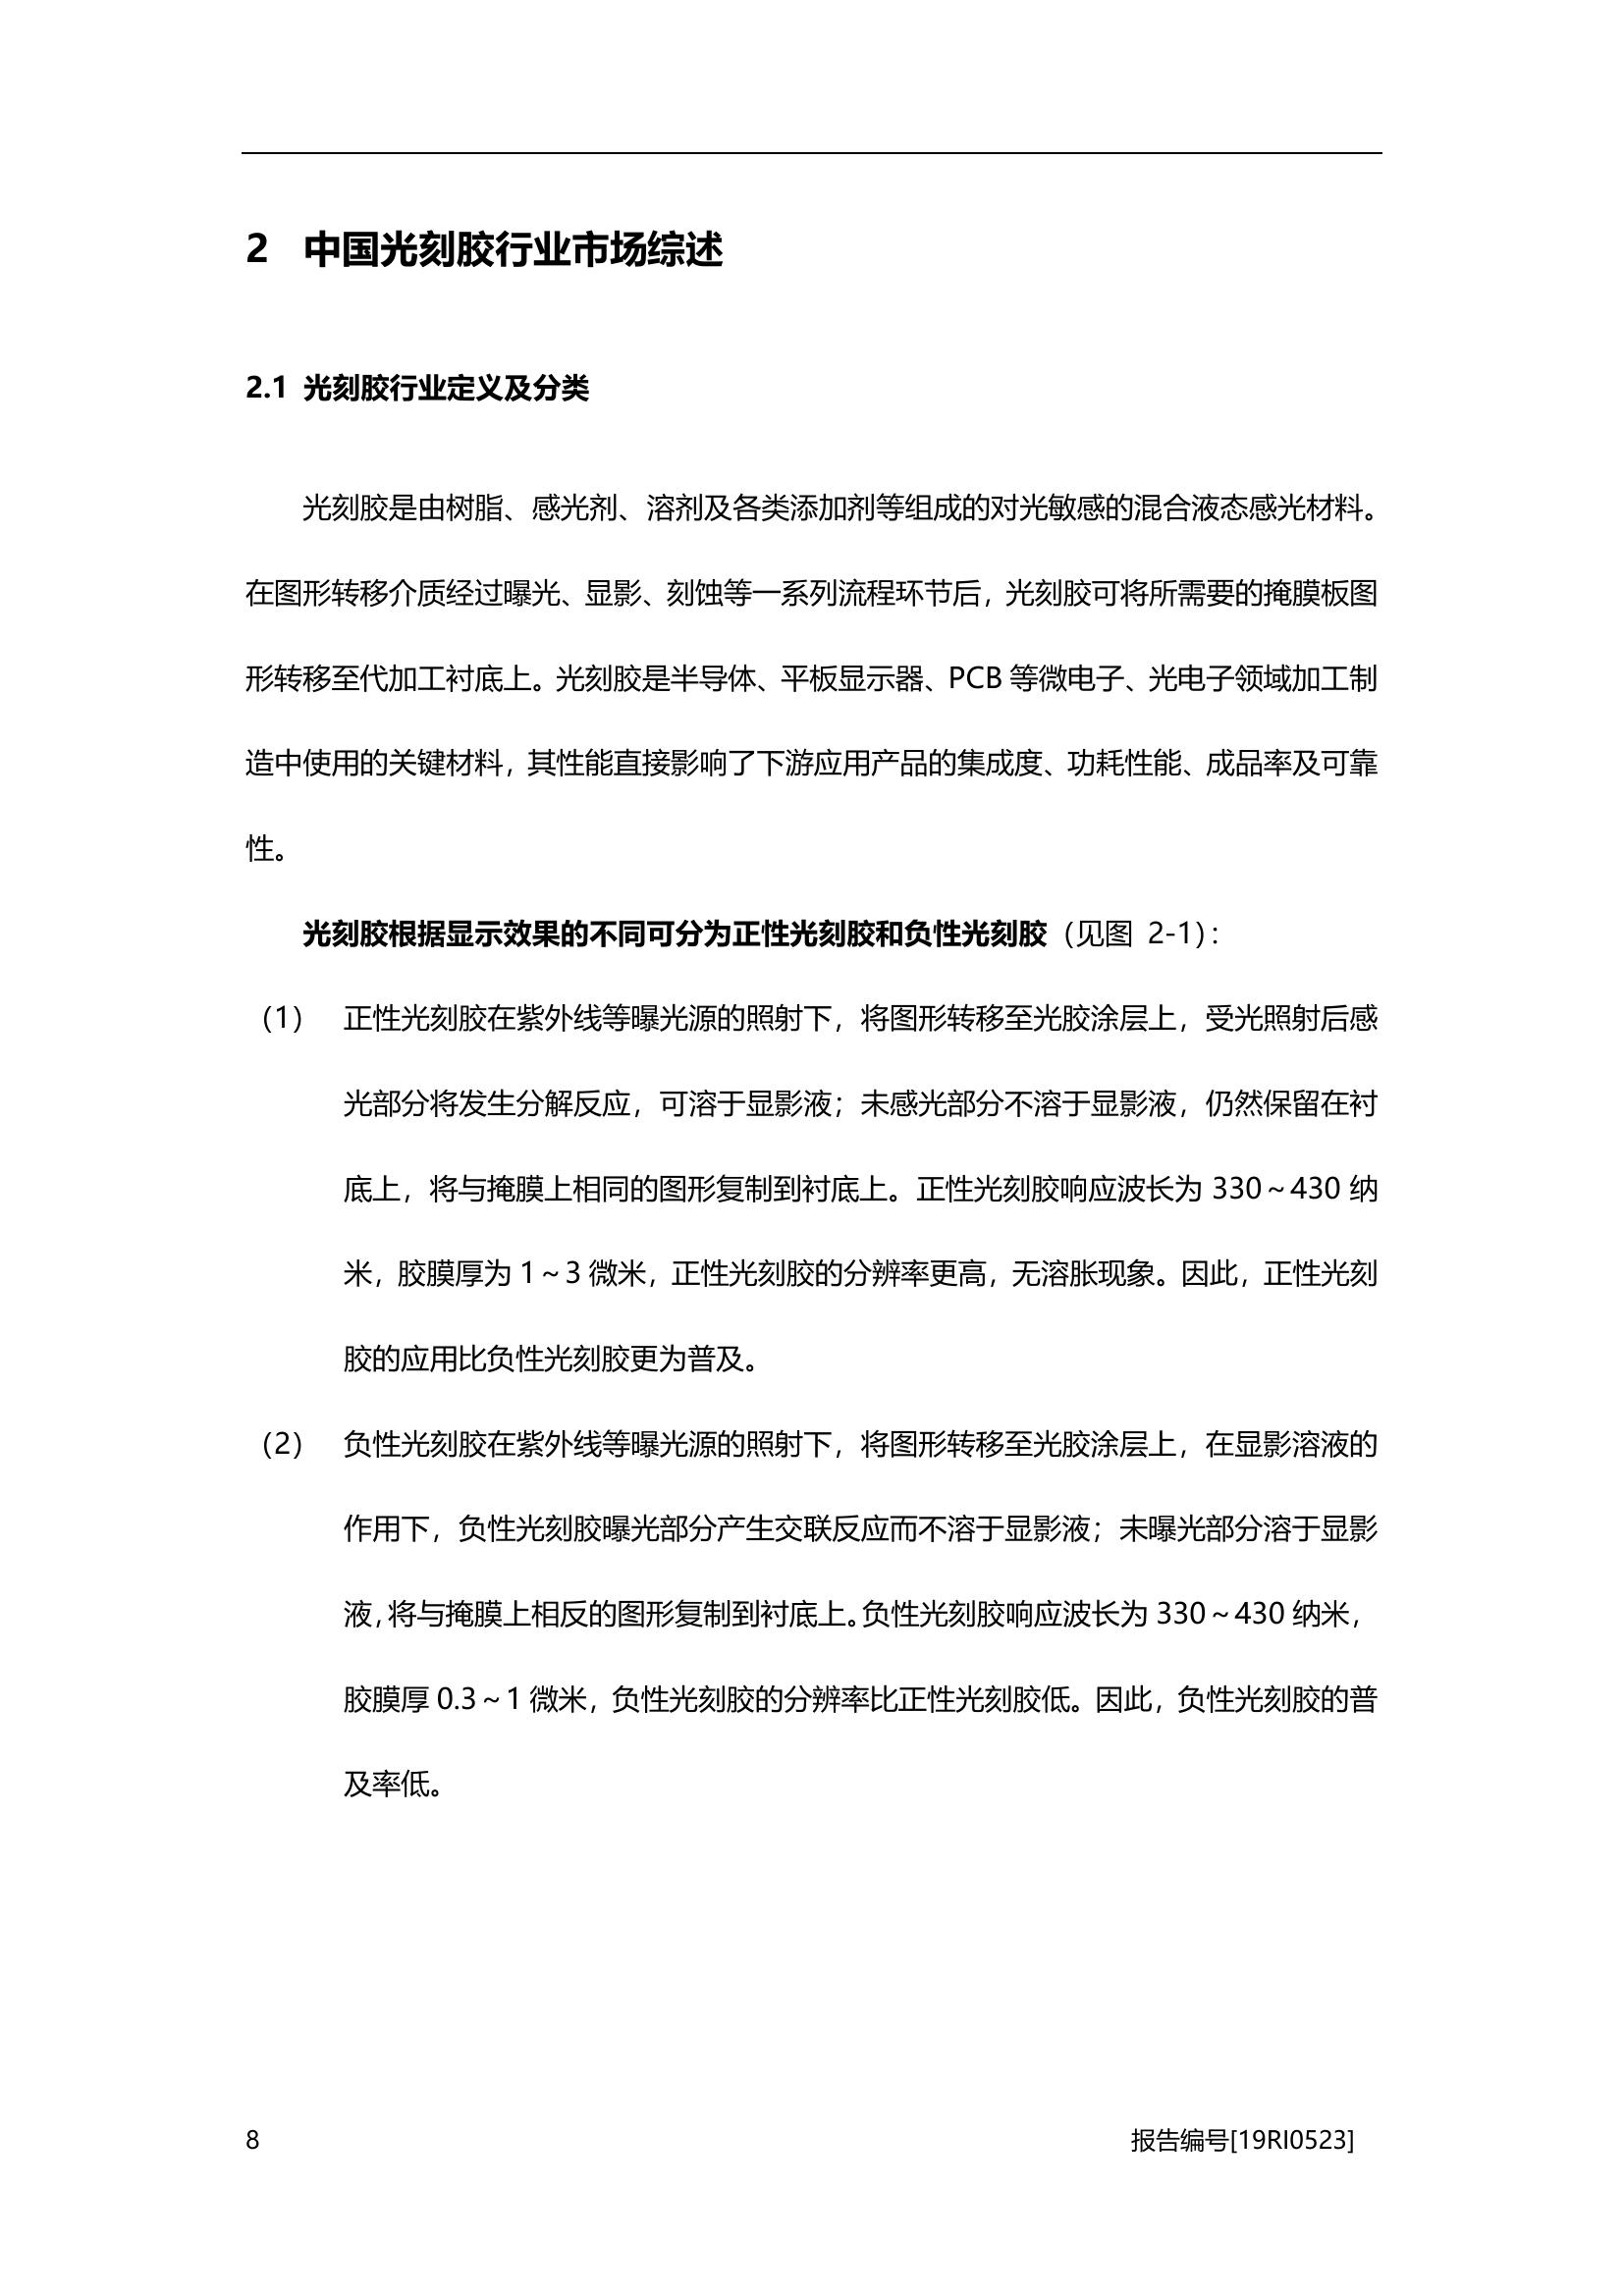 2 中国光刻胶行业市场综述
2.1 光刻胶行业定义及分类
光刻胶是由树脂、感光剂、溶剂及各类添加剂等组成的对光敏感的混合液态感光材料。
在图形转移介质经过曝光、显影、刻蚀等一系列流程环节后，光刻胶可将所需要的掩膜板图
形转移至代加工衬底上。光刻胶是半导体、平板显示器、PCB 等微电子、光电子领域加工制
造中使用的关键材料，其性能直接影响了下游应用产品的集成度、功耗性能、成品率及可靠
性。
光刻胶根据显示效果的不同可分为正性光刻胶和负性光刻胶（见图 2-1）：
（1） 正性光刻胶在紫外线等曝光源的照射下，将图形转移至光胶涂层上，受光照射后感
光部分将发生分解反应，可溶于显影液；未感光部分不溶于显影液，仍然保留在衬
底上，将与掩膜上相同的图形复制到衬底上。正性光刻胶响应波长为 330～430 纳
米，胶膜厚为 1～3 微米，正性光刻胶的分辨率更高，无溶胀现象。因此，正性光刻
胶的应用比负性光刻胶更为普及。
（2） 负性光刻胶在紫外线等曝光源的照射下，将图形转移至光胶涂层上，在显影溶液的
作用下，负性光刻胶曝光部分产生交联反应而不溶于显影液；未曝光部分溶于显影
液，将与掩膜上相反的图形复制到衬底上。负性光刻胶响应波长为 330～430 纳米，
胶膜厚 0.3～1 微米，负性光刻胶的分辨率比正性光刻胶低。因此，负性光刻胶的普
及率低。
8 报告编号[19RI0523]